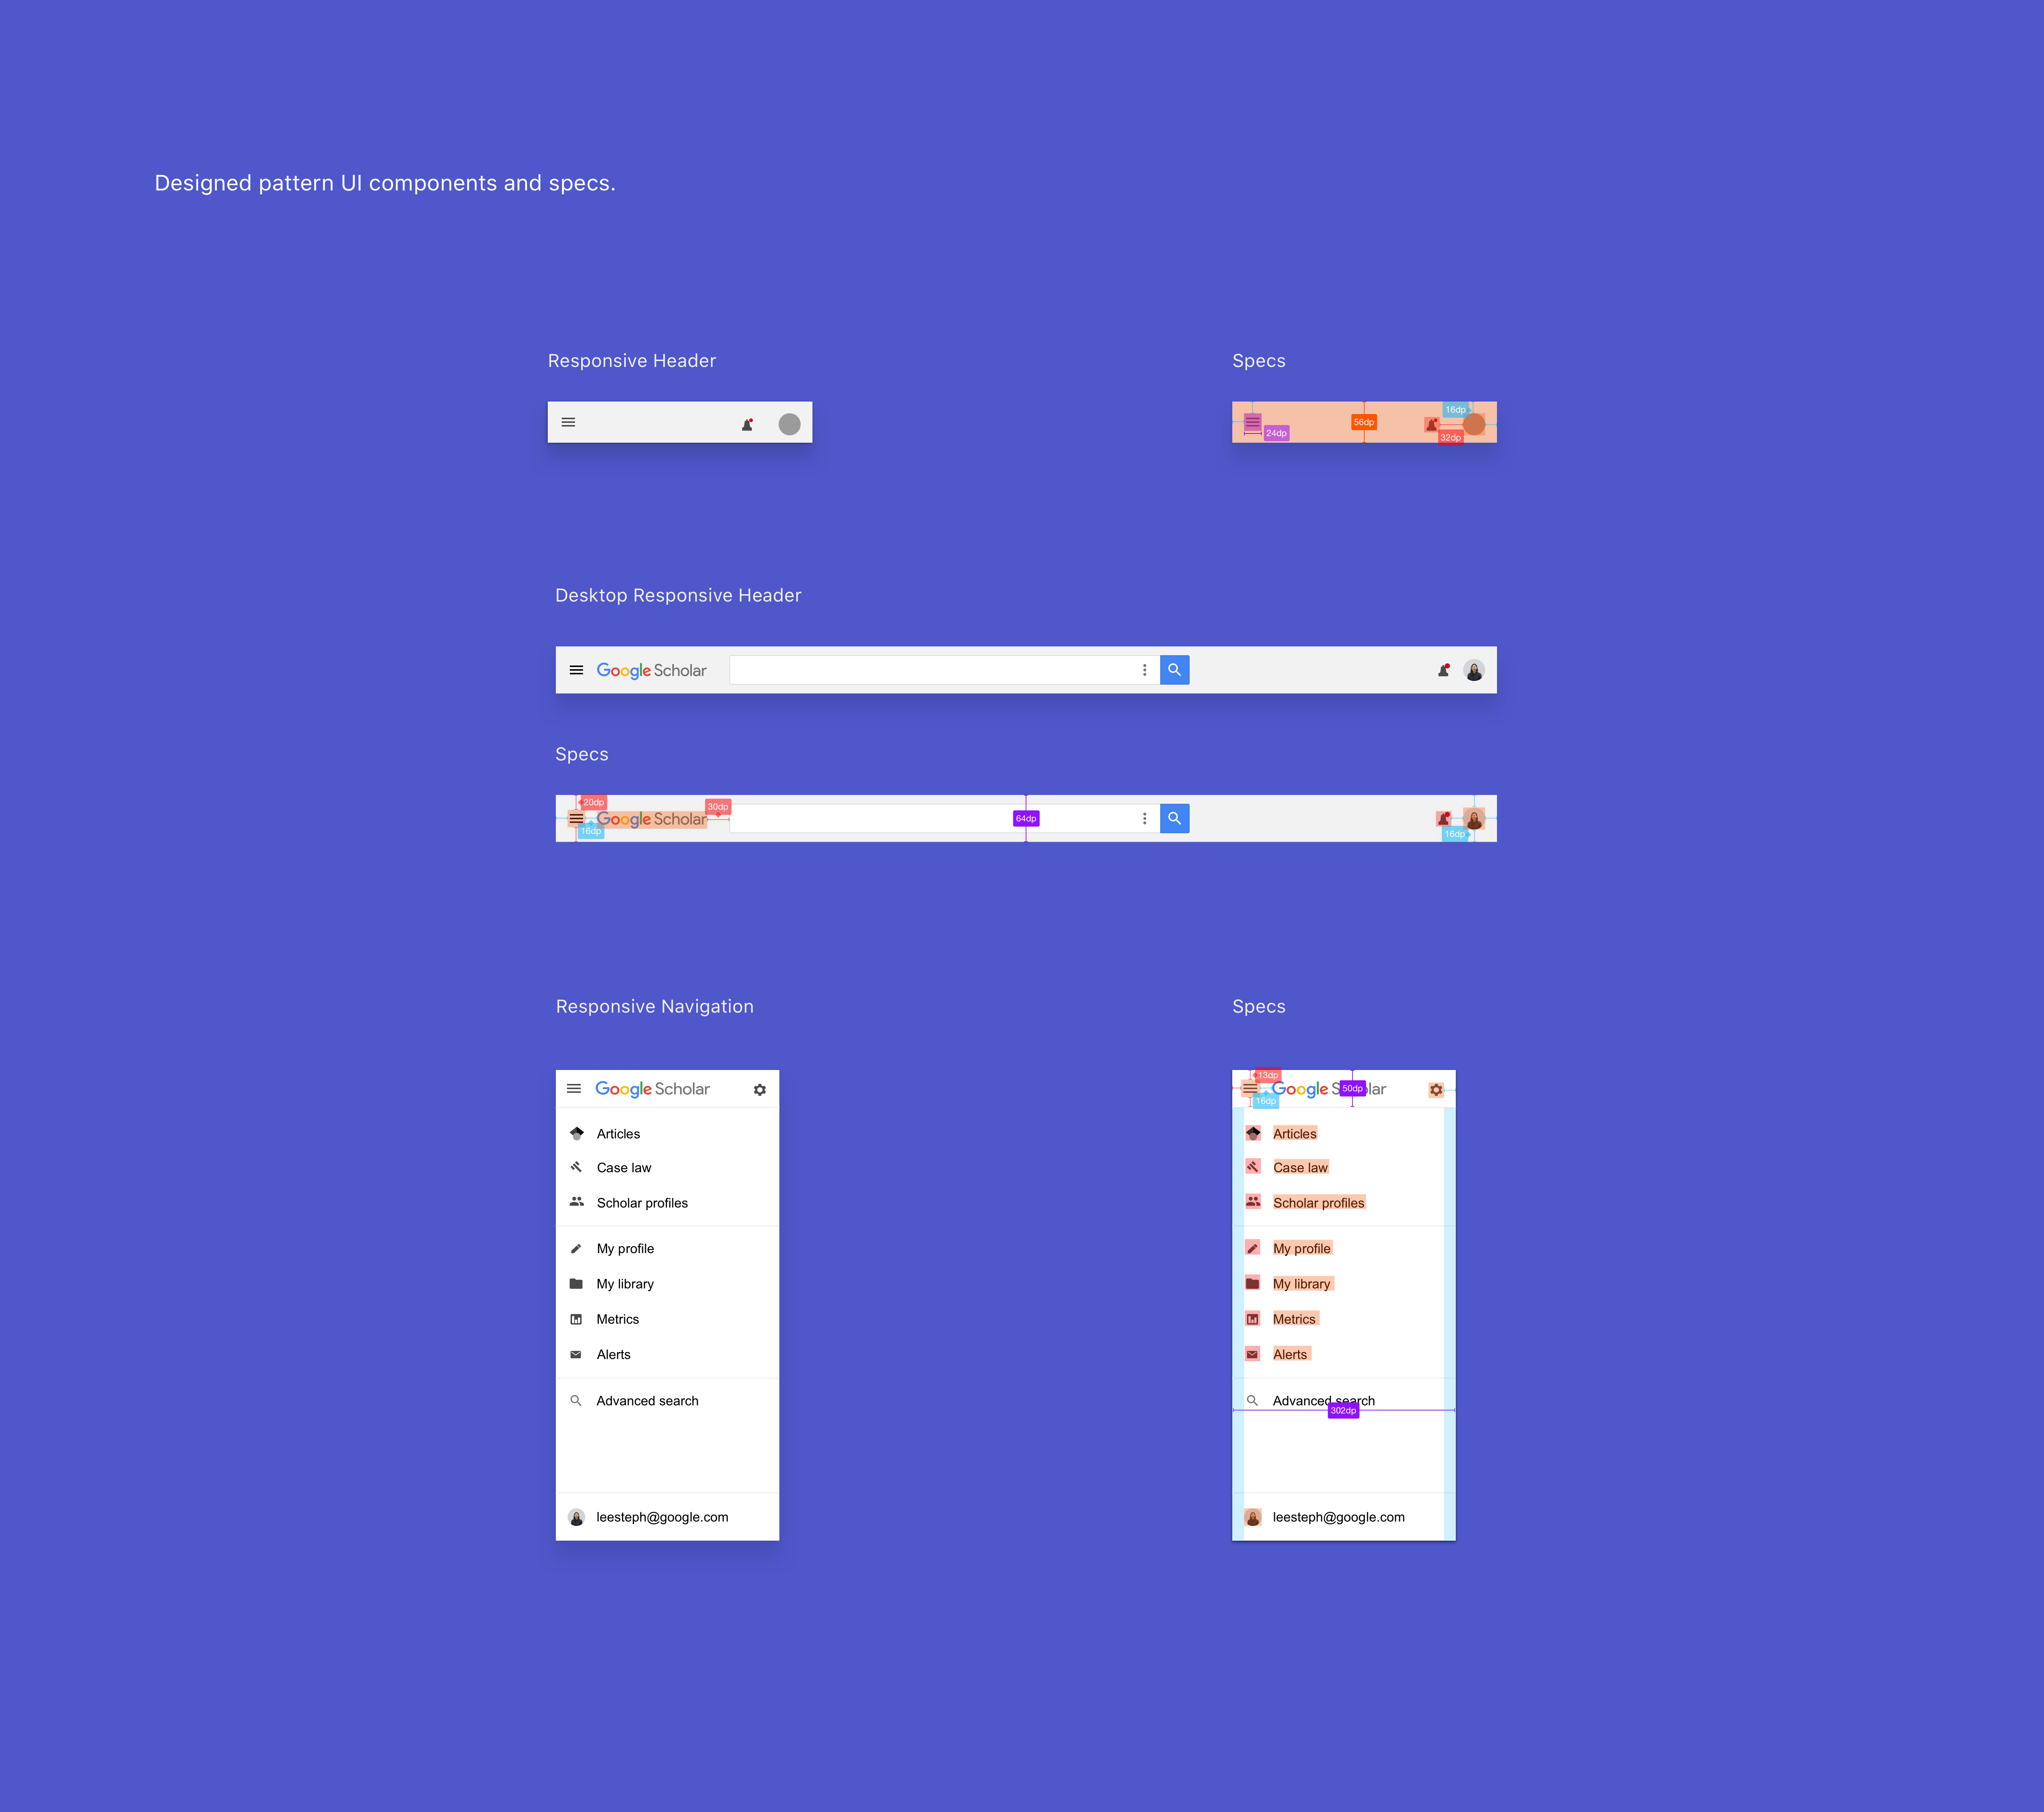 Designed pattern UI components and specs.
Responsive Header
Specs
16dp
56dp
24dp
32dp
Desktop Responsive Header
Google Scholar
Specs
20dp
30dp
Google Scholar
64dp
16dp
16dp
Responsive Navigation
Specs
Google Scholar
Articles
Case law
Scholar profiles
My profile
My library
Metrics
Alerts
Advanced search
leesteph@google.com
13dp
Google Scholar
50dp
16dp
Articles
Case law
Scholar profiles
My profile
My library
Metrics
Alerts
Advanced search
302dp
leesteph@google.com